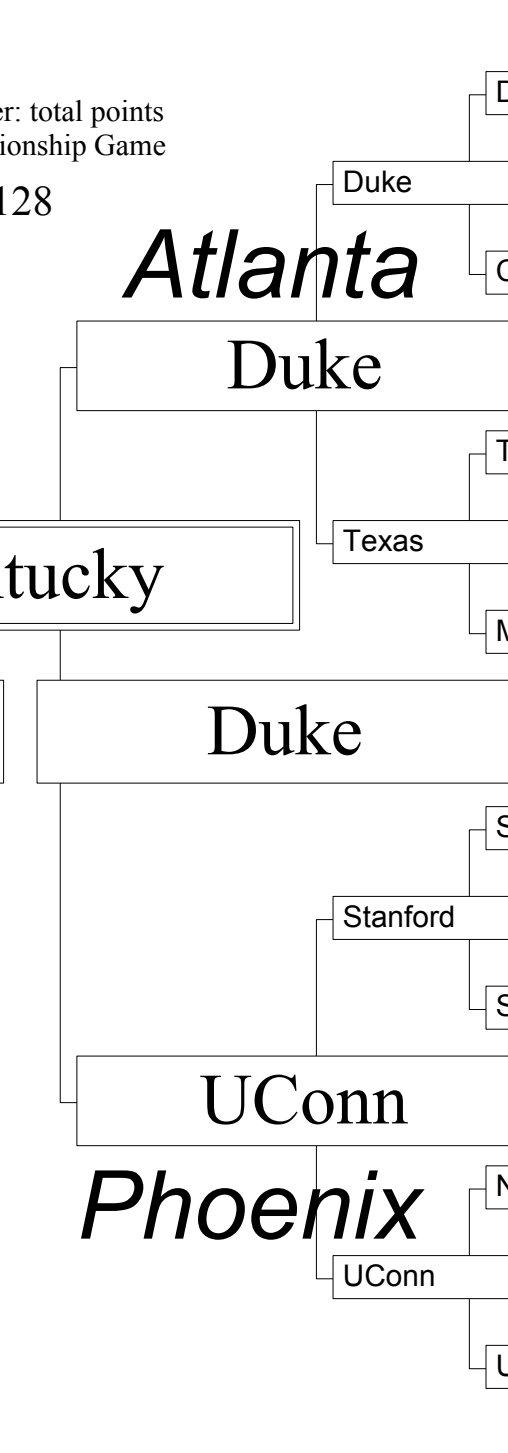 er: total points
ionship Game
128
D
Duke
Atlanta
C
Duke
T
Texas
tucky
M
Duke
S
Stanford
S
UConn
Phoenix
N
UConn
U